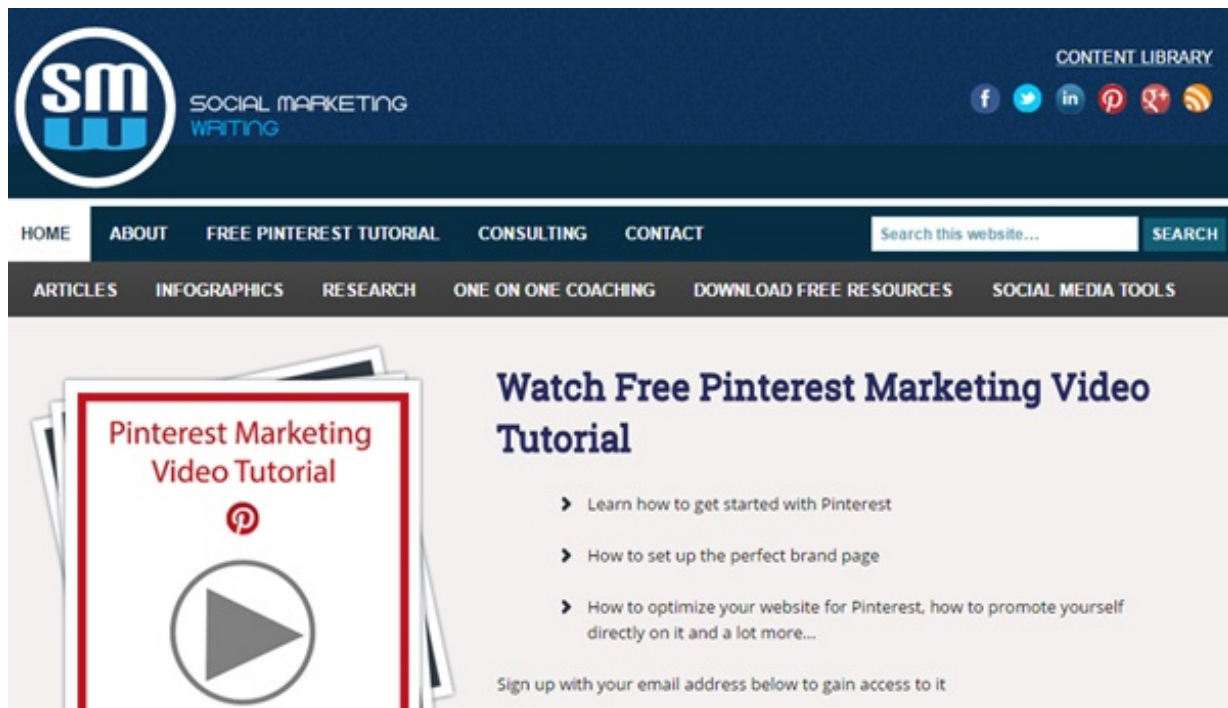 CONTENT LIBRARY
SMW
SOCIAL MARKETING
WRITING
HOME ABOUT FREE PINTEREST TUTORIAL CONSULTING CONTACT Search this website... SEARCH
ARTICLES INFOGRAPHICS RESEARCH ONE ON ONE COACHING DOWNLOAD FREE RESOURCES SOCIAL MEDIA TOOLS
Pinterest Marketing
Video Tutorial
Watch Free Pinterest Marketing Video
Tutorial
Learn how to get started with Pinterest
How to set up the perfect brand page
How to optimize your website for Pinterest, how to promote yourself
directly on it and a lot more...
Sign up with your email address below to gain access to it